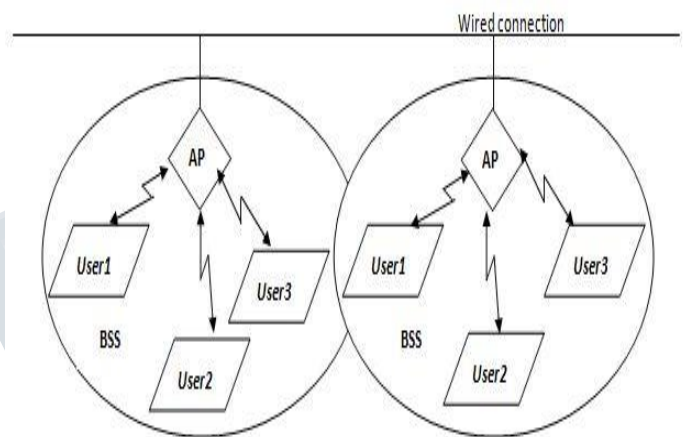 Wired connection
AP
AP
User1
User3
User1
User3
BSS
BSS
User2
User2